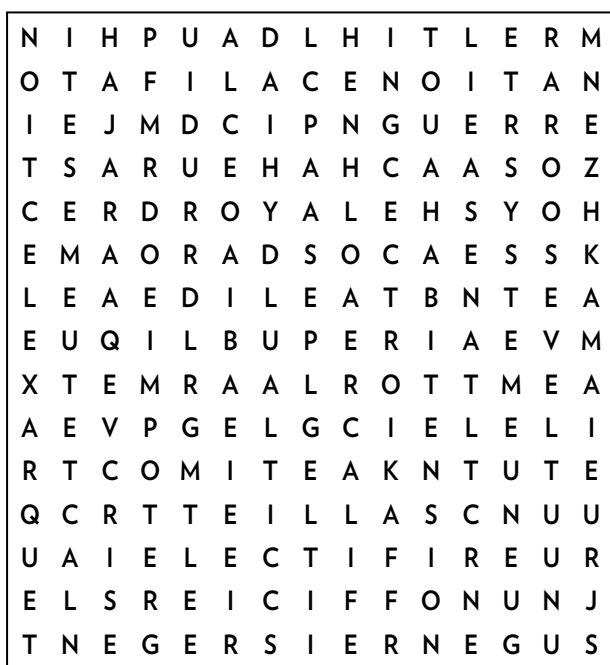 N I H P U A D L H I T L E R M
O T A F I L A C E N O I T A N
I E J M D C I P N G U E R R E
T S A R U E H A H C A A S O Z
C E R D R O Y A L E H S Y O H
E M A O R A D S O C A E S S K
L E A E D I L E A T B N T E A
E U Q I L B U P E R I A E V M
X T E M R A A L R O T T M E A
A E V P G E L G C I E L E L I
R T C O M I T E A K N T U T E
Q C R T T E I L L A S C N U U
U A I E L E C T I F I R E U R
E L S R E I C I F F O N U N J
T N E G E R S I E R N E G U S